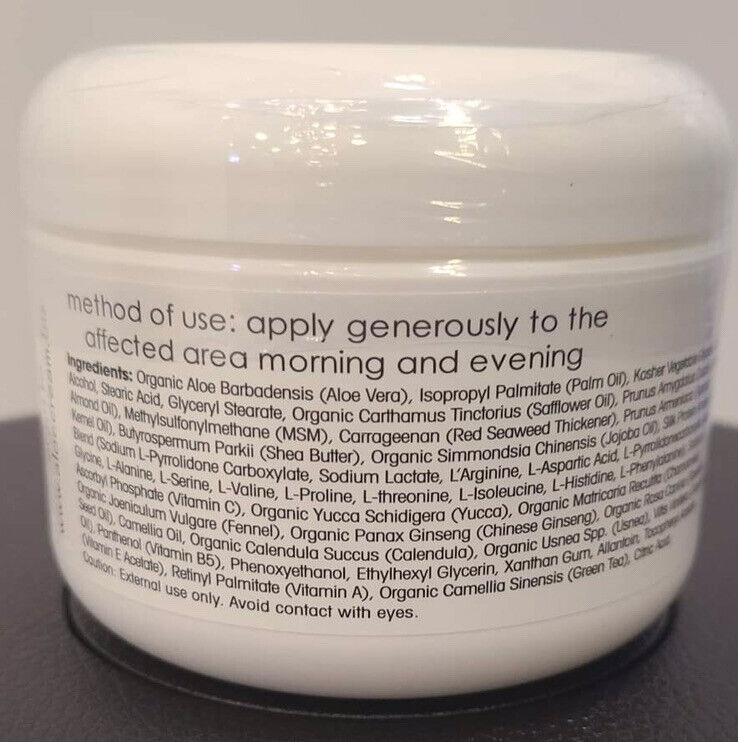 method of use: apply generously to the
affected area morning and evening
Ingredients: Organic Aloe Barbadensis (Aloe Vera), Isopropyl Palmitate (Palm Oil), Kosher Vegetable
Alcohol, Stearic Acid, Glyceryl Stearate, Organic Carthamus Tinctorius (Safflower Oil), Prunus Amygdalus
Almond Oil), Methylsulfonylmethane (MSM), Carrageenan (Red Seaweed Thickener), Prunus Armeniaca
Kernel Oil), Butyrospermum Parkii (Shea Butter), Organic Simmondsia Chinensis (Jojoba Oil), Silk Protein
Blend (Sodium L-Pyrrolidone Carboxylate, Sodium Lactate, L'Arginine, L-Aspartic Acid,
Glycine, L-Alanine, L-Serine, L-Valine, L-Proline, L-threonine, L-Isoleucine, L-Histidine, L-Phenylalanine,
Ascorbyl Phosphate (Vitamin C), Organic Yucca Schidigera (Yucca), Organic Matricaria Recutita
Organic Joeniculum Vulgare (Fennel), Organic Panax Ginseng (Chinese Ginseng), Organic Rosa Canina
Seed Oil), Camellia Oil, Organic Calendula Succus (Calendula), Organic Usnea Spp. (Usnea), Vitis
Oil), Panthenol (Vitamin B5), Phenoxyethanol, Ethylhexyl Glycerin, Xanthan Gum, Allantoin, Tocopheryl
(Vitamin E Acetate), Retinyl Palmitate (Vitamin A), Organic Camellia Sinensis (Green Tea), Citric Acid.
Caution: External use only. Avoid contact with eyes.